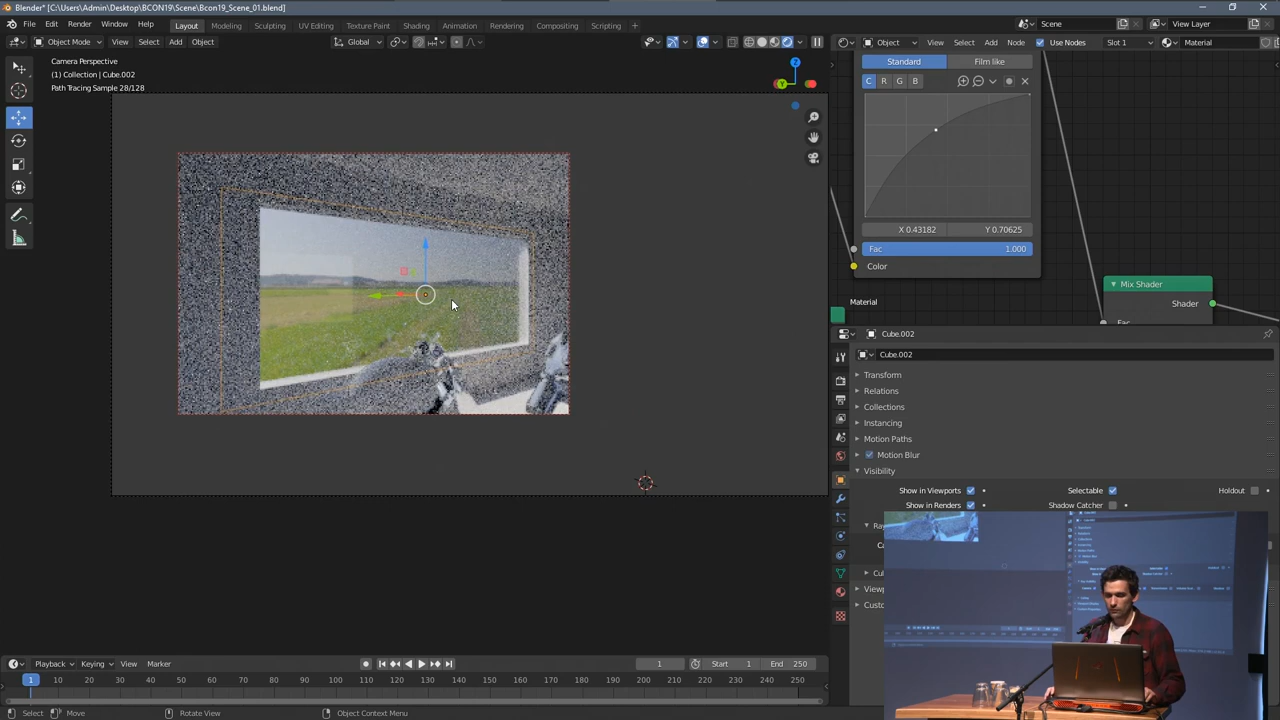 Blender* [C:\Users\Admin\Desktop\BCON19\Scene\Bcon19_Scene_01.blend]
File Edit Render Window Help Layout Modeling Sculpting UV Editing Texture Paint Shading Animation Rendering Compositing Scripting + Scene View Layer
Object Mode View Select Add Object Global Object View Select Add Node Use Nodes Slot 1 Material
Camera Perspective
(1) Collection | Cube.002
Path Tracing Sample 28/128
Z
Y
Standard Film like
C R G B
X 0.43182 Y 0.70625
Fac 1.000
Color
Material
Mix Shader
Shader
Fac
Cube.002
Cube.002
Transform
Relations
Collections
Instancing
Motion Paths
Motion Blur
Visibility
Show in Viewports Selectable Holdout
Show in Renders Shadow Catcher
Playback Keying View Marker 1 Start 1 End 250
1 10 20 30 40 50 60 70 80 90 100 110 120 130 140 150 160 170 180 190 200 210 220 230 240 250
Select Move Rotate View Object Context Menu